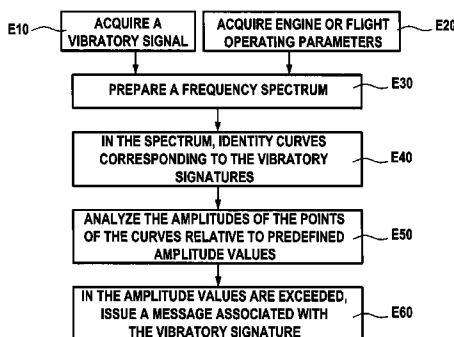 E10
ACQUIRE A
VIBRATORY SIGNAL
ACQUIRE ENGINE OR FLIGHT
OPERATING PARAMETERS
E20
PREPARE A FREQUENCY SPECTRUM
E30
IN THE SPECTRUM, IDENTITY CURVES
CORRESPONDING TO THE VIBRATORY
SIGNATURES
E40
ANALYZE THE AMPLITUDES OF THE POINTS
OF THE CURVES RELATIVE TO PREDEFINED
AMPLITUDE VALUES
E50
IN THE AMPLITUDE VALUES ARE EXCEEDED,
ISSUE A MESSAGE ASSOCIATED WITH
THE VIBRATORY SIGNATURE
E60